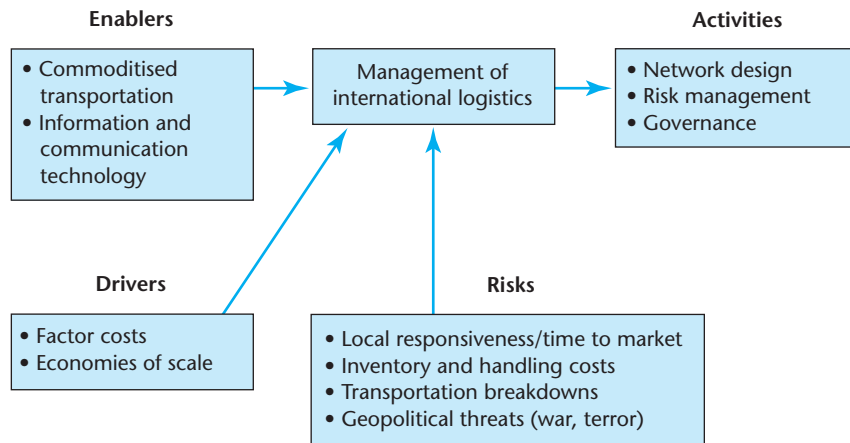 Enablers
• Commoditised
transportation
• Information and
communication
technology
Management of
international logistics
Activities
• Network design
• Risk management
• Governance
Drivers
• Factor costs
• Economies of scale
Risks
• Local responsiveness/time to market
• Inventory and handling costs
• Transportation breakdowns
• Geopolitical threats (war, terror)